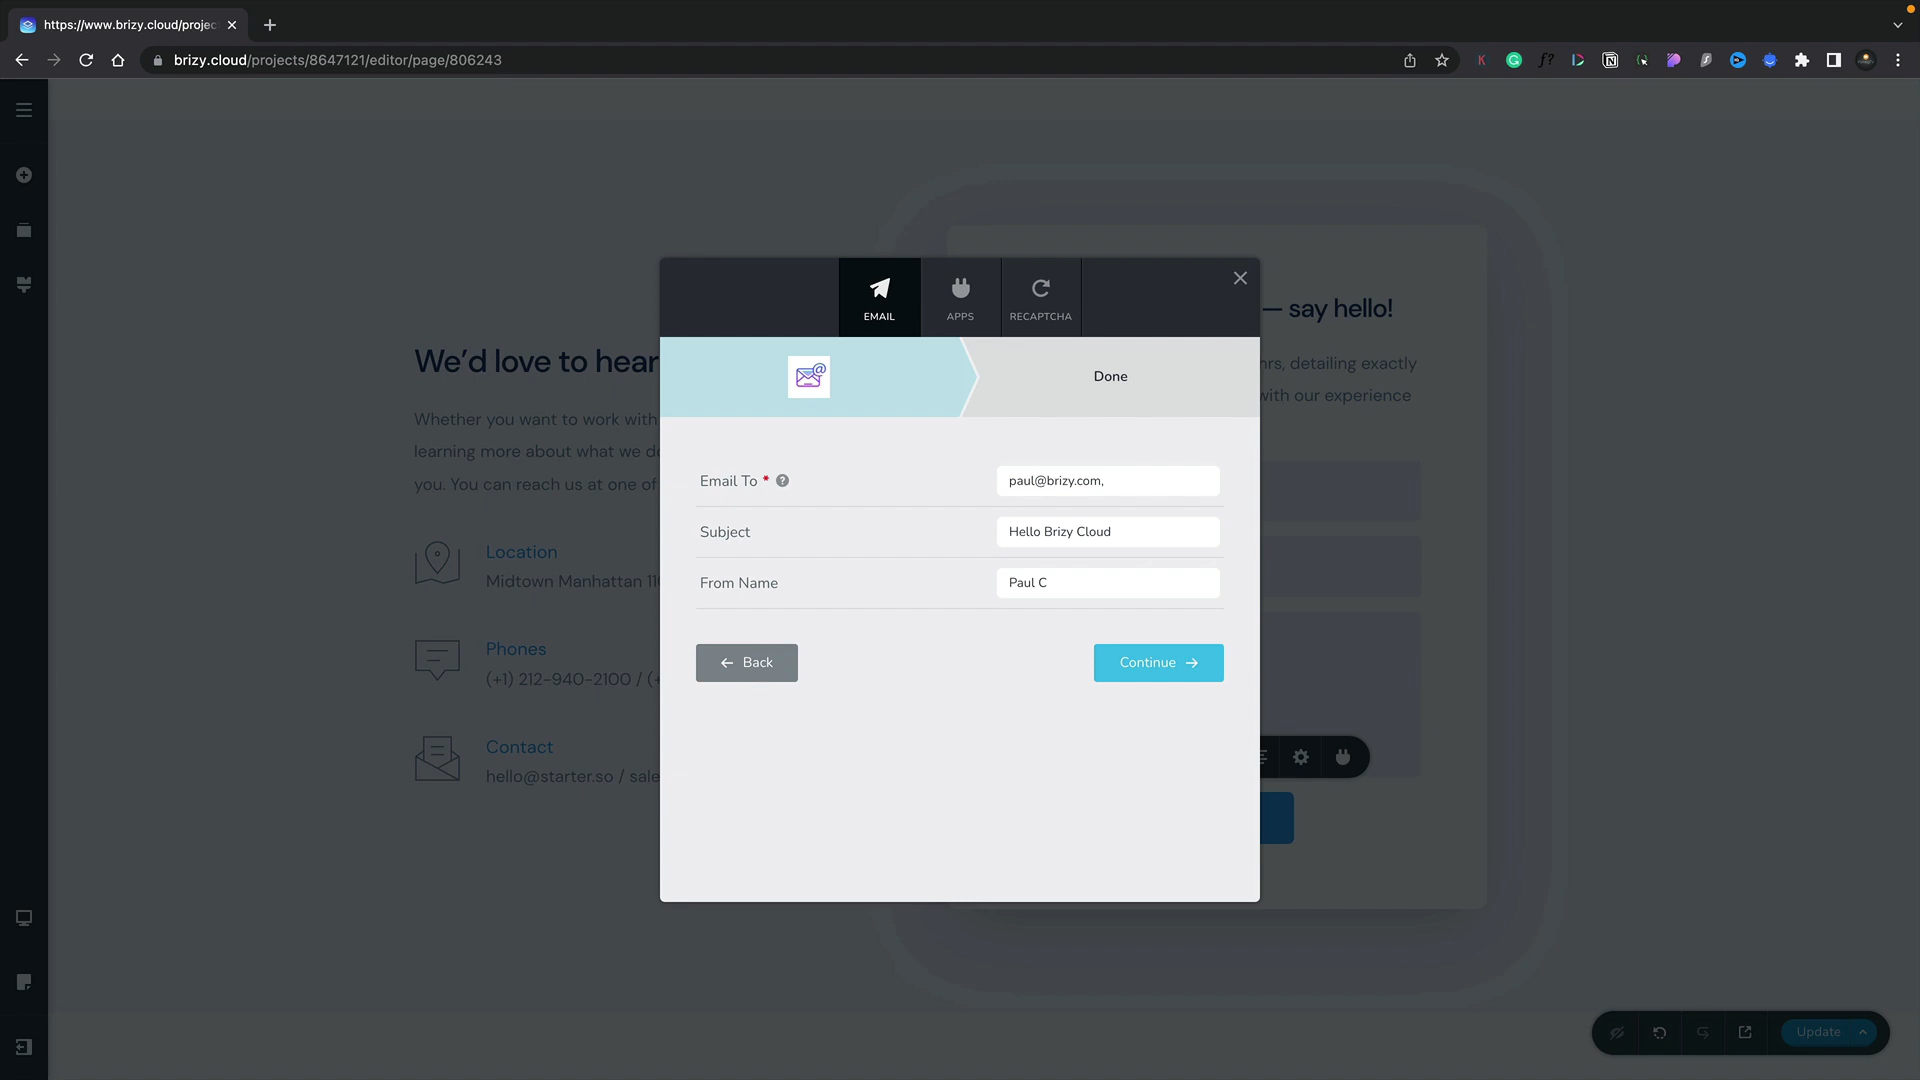 https://www.brizy.cloud/projec
brizy.cloud/projects/8647121/editor/page/806243
EMAIL
APPS
RECAPTCHA
Done
Email To * ?
paul@brizy.com,
Subject
Hello Brizy Cloud
From Name
Paul C
Back
Continue
We'd love to hear
Whether you want to work with
learning more about what we do
you. You can reach us at one of
Location
Midtown Manhattan 11
Phones
(+1) 212-940-2100 / (+
Contact
hello@starter.so / sale
— say hello!
hrs, detailing exactly
with our experience
Update